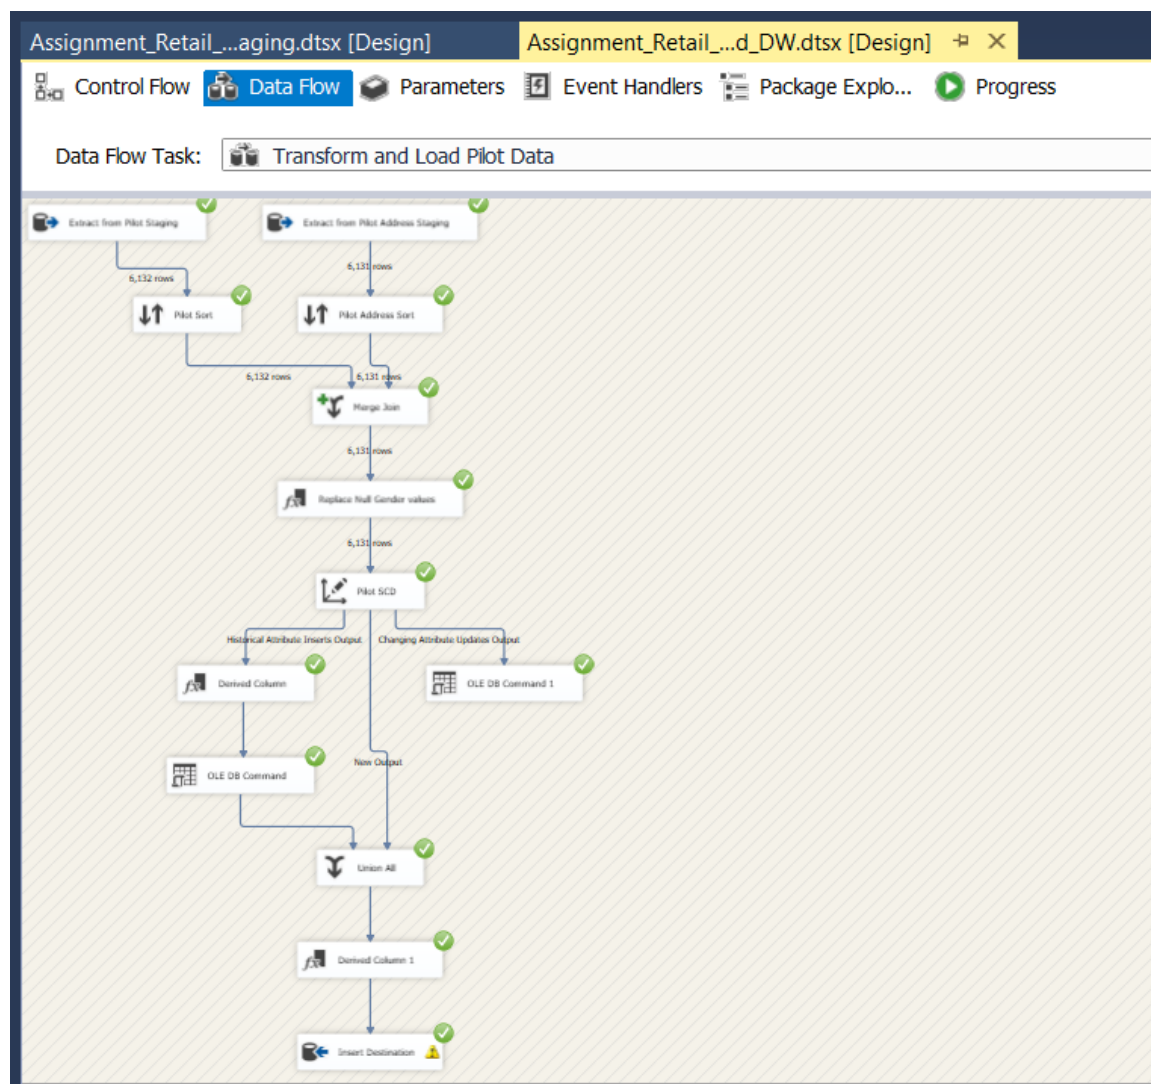 Assignment_Retail_...aging.dtsx [Design]
Assignment_Retail_...d_DW.dtsx [Design]
Control Flow
Data Flow
Parameters
Event Handlers
Package Explo...
Progress
Data Flow Task:
Transform and Load Pilot Data
Extract from Pilot Staging
Extract from Pilot Address Staging
6,132 rows
6,131 rows
Pilot Sort
Pilot Address Sort
6,132 rows
6,131 rows
Merge Join
6,131 rows
Replace Null Gender values
6,131 rows
Pilot SCD
Historical Attribute Inserts Output
Changing Attribute Updates Output
Derived Column
OLE DB Command 1
OLE DB Command
New Output
Union All
Derived Column 1
Insert Destination